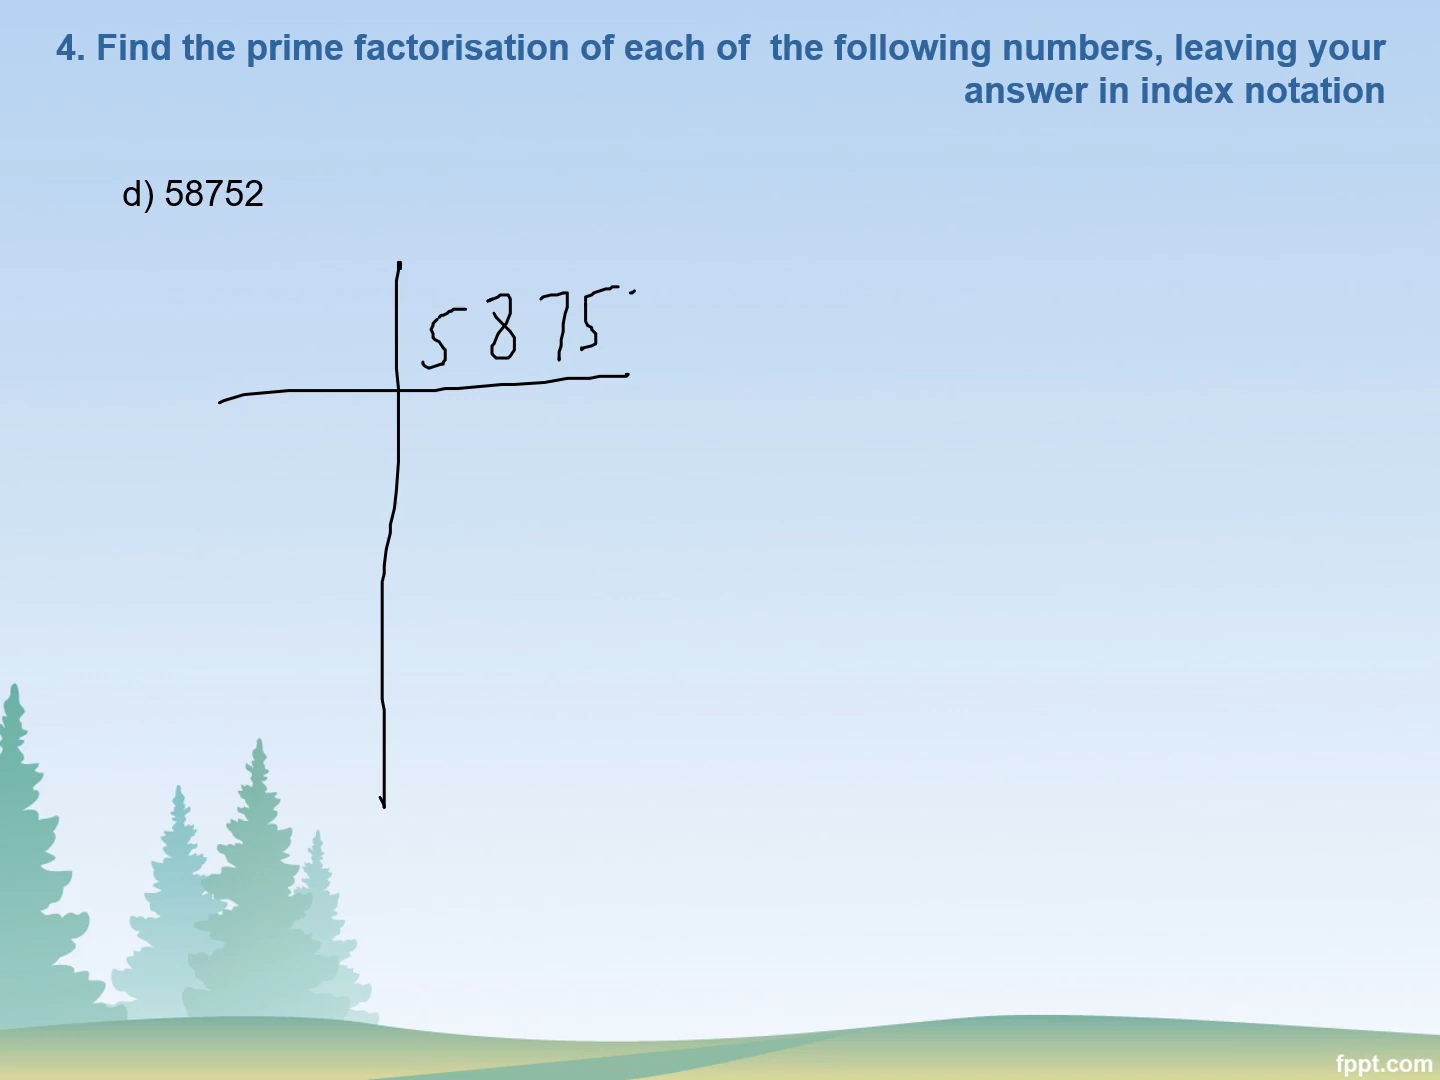 4. Find the prime factorisation of each of the following numbers, leaving your
answer in index notation
d) 58752
5875
fppt.com